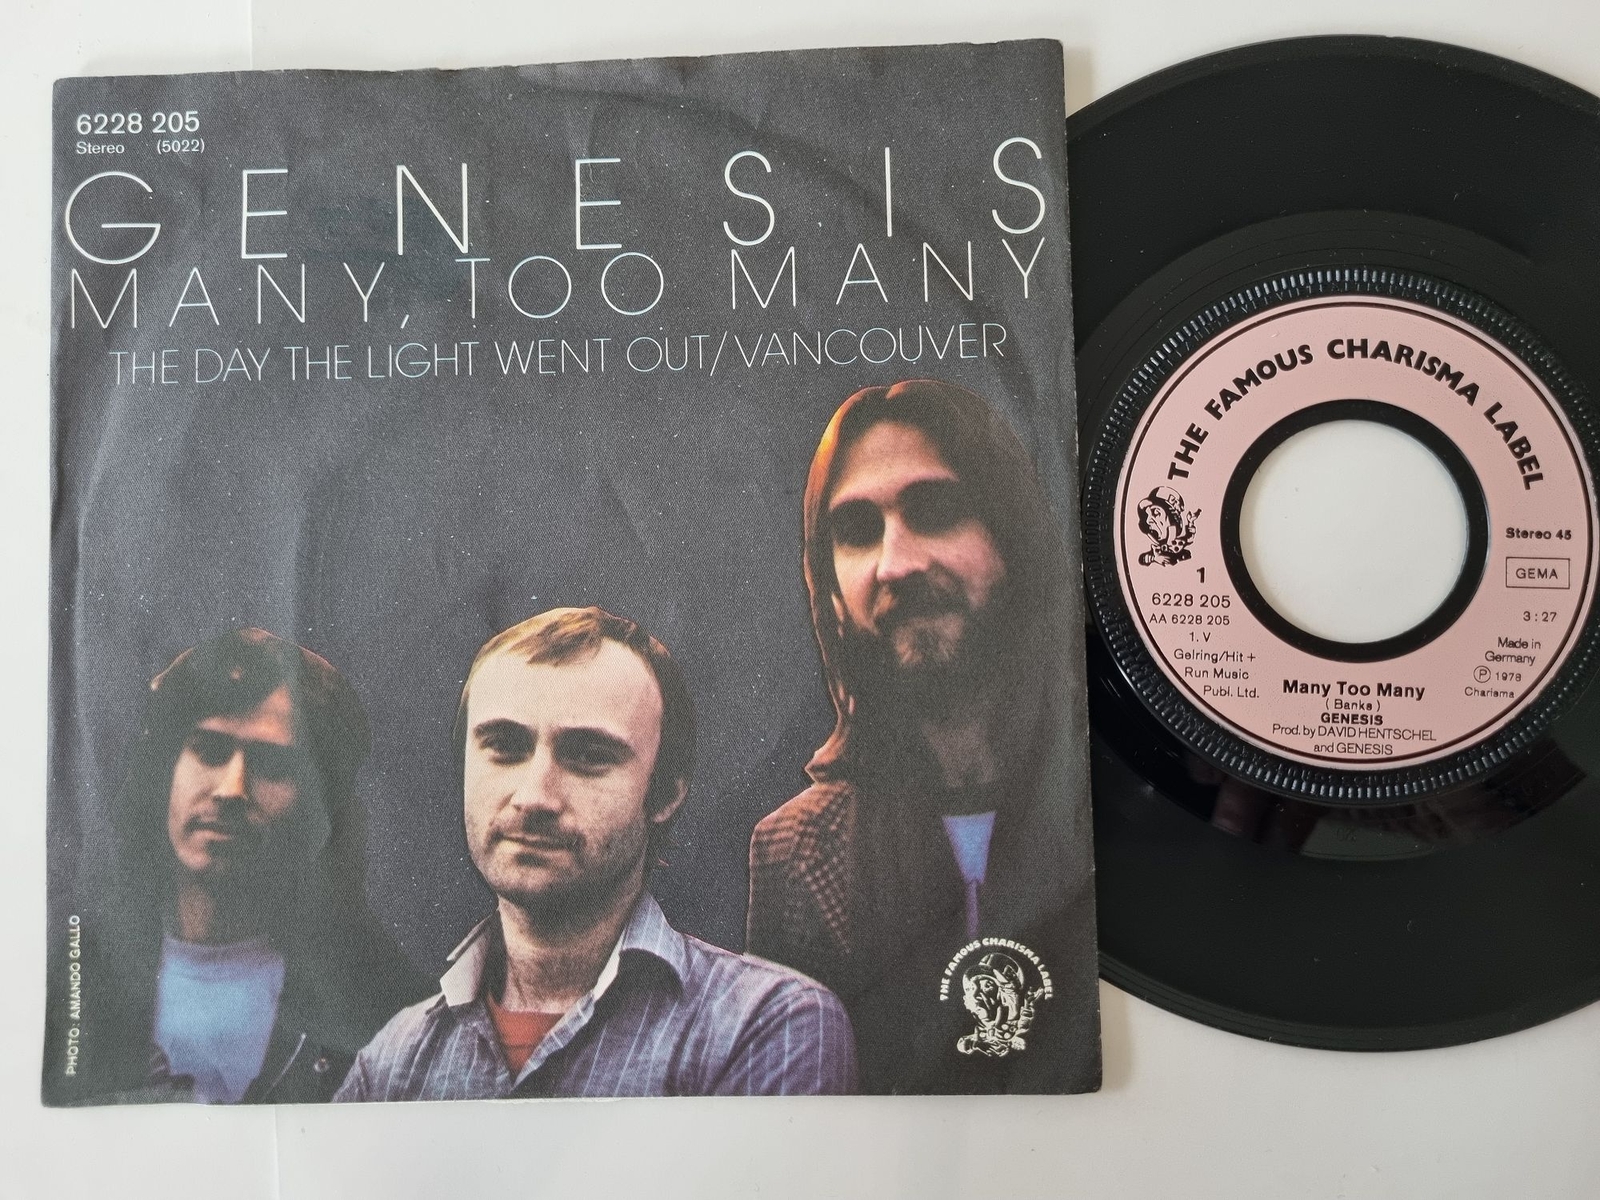 6228 205
Stereo (5022)
GENESIS
MANY, TOO MANY
THE DAY THE LIGHT WENT OUT/VANCOUVER
PHOTO: AMANDO GALLO
THE FAMOUS CHARISMA LABEL
THE FAMOUS CHARISMA LABEL
Stereo 45
GEMA
1
6228 205
AA 6228 205
1. V
Gelring/Hit +
Run Music
Publ. Ltd.
3:27
Made in
Germany
Ⓟ 1978
Charisma
Many Too Many
(Banks)
GENESIS
Prod. by DAVID HENTSCHEL
and GENESIS